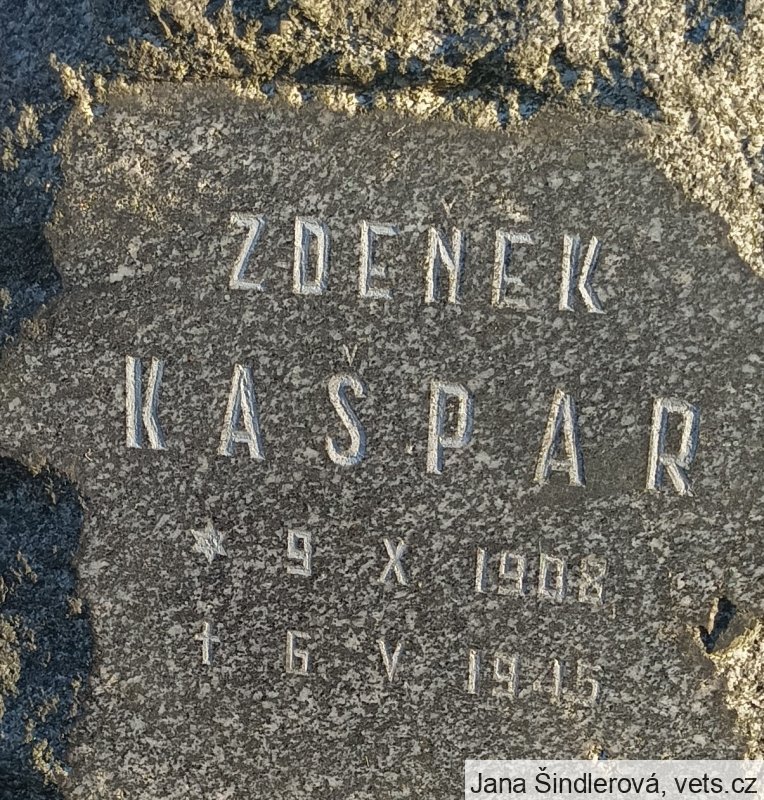 ZDENĚK
KAŠPAR
* 9 X 1908
† 6 V 1945
Jana Šindlerová, vets.cz